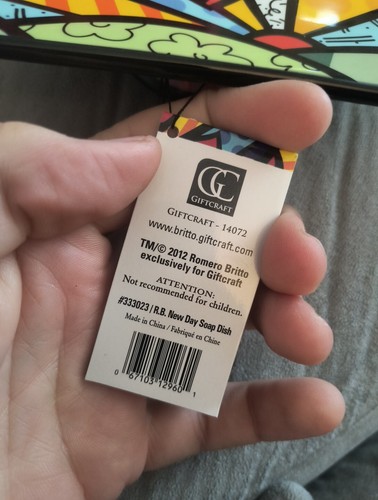 GC
GIFTCRAFT
GIFTCRAFT - 14072
www.britto.giftcraft.com
TM/© 2012 Romero Britto
exclusively for Giftcraft
ATTENTION:
Not recommended for children.
#333023 / R.B. New Day Soap Dish
Made in China / Fabriqué en Chine
0 67103 12960 1